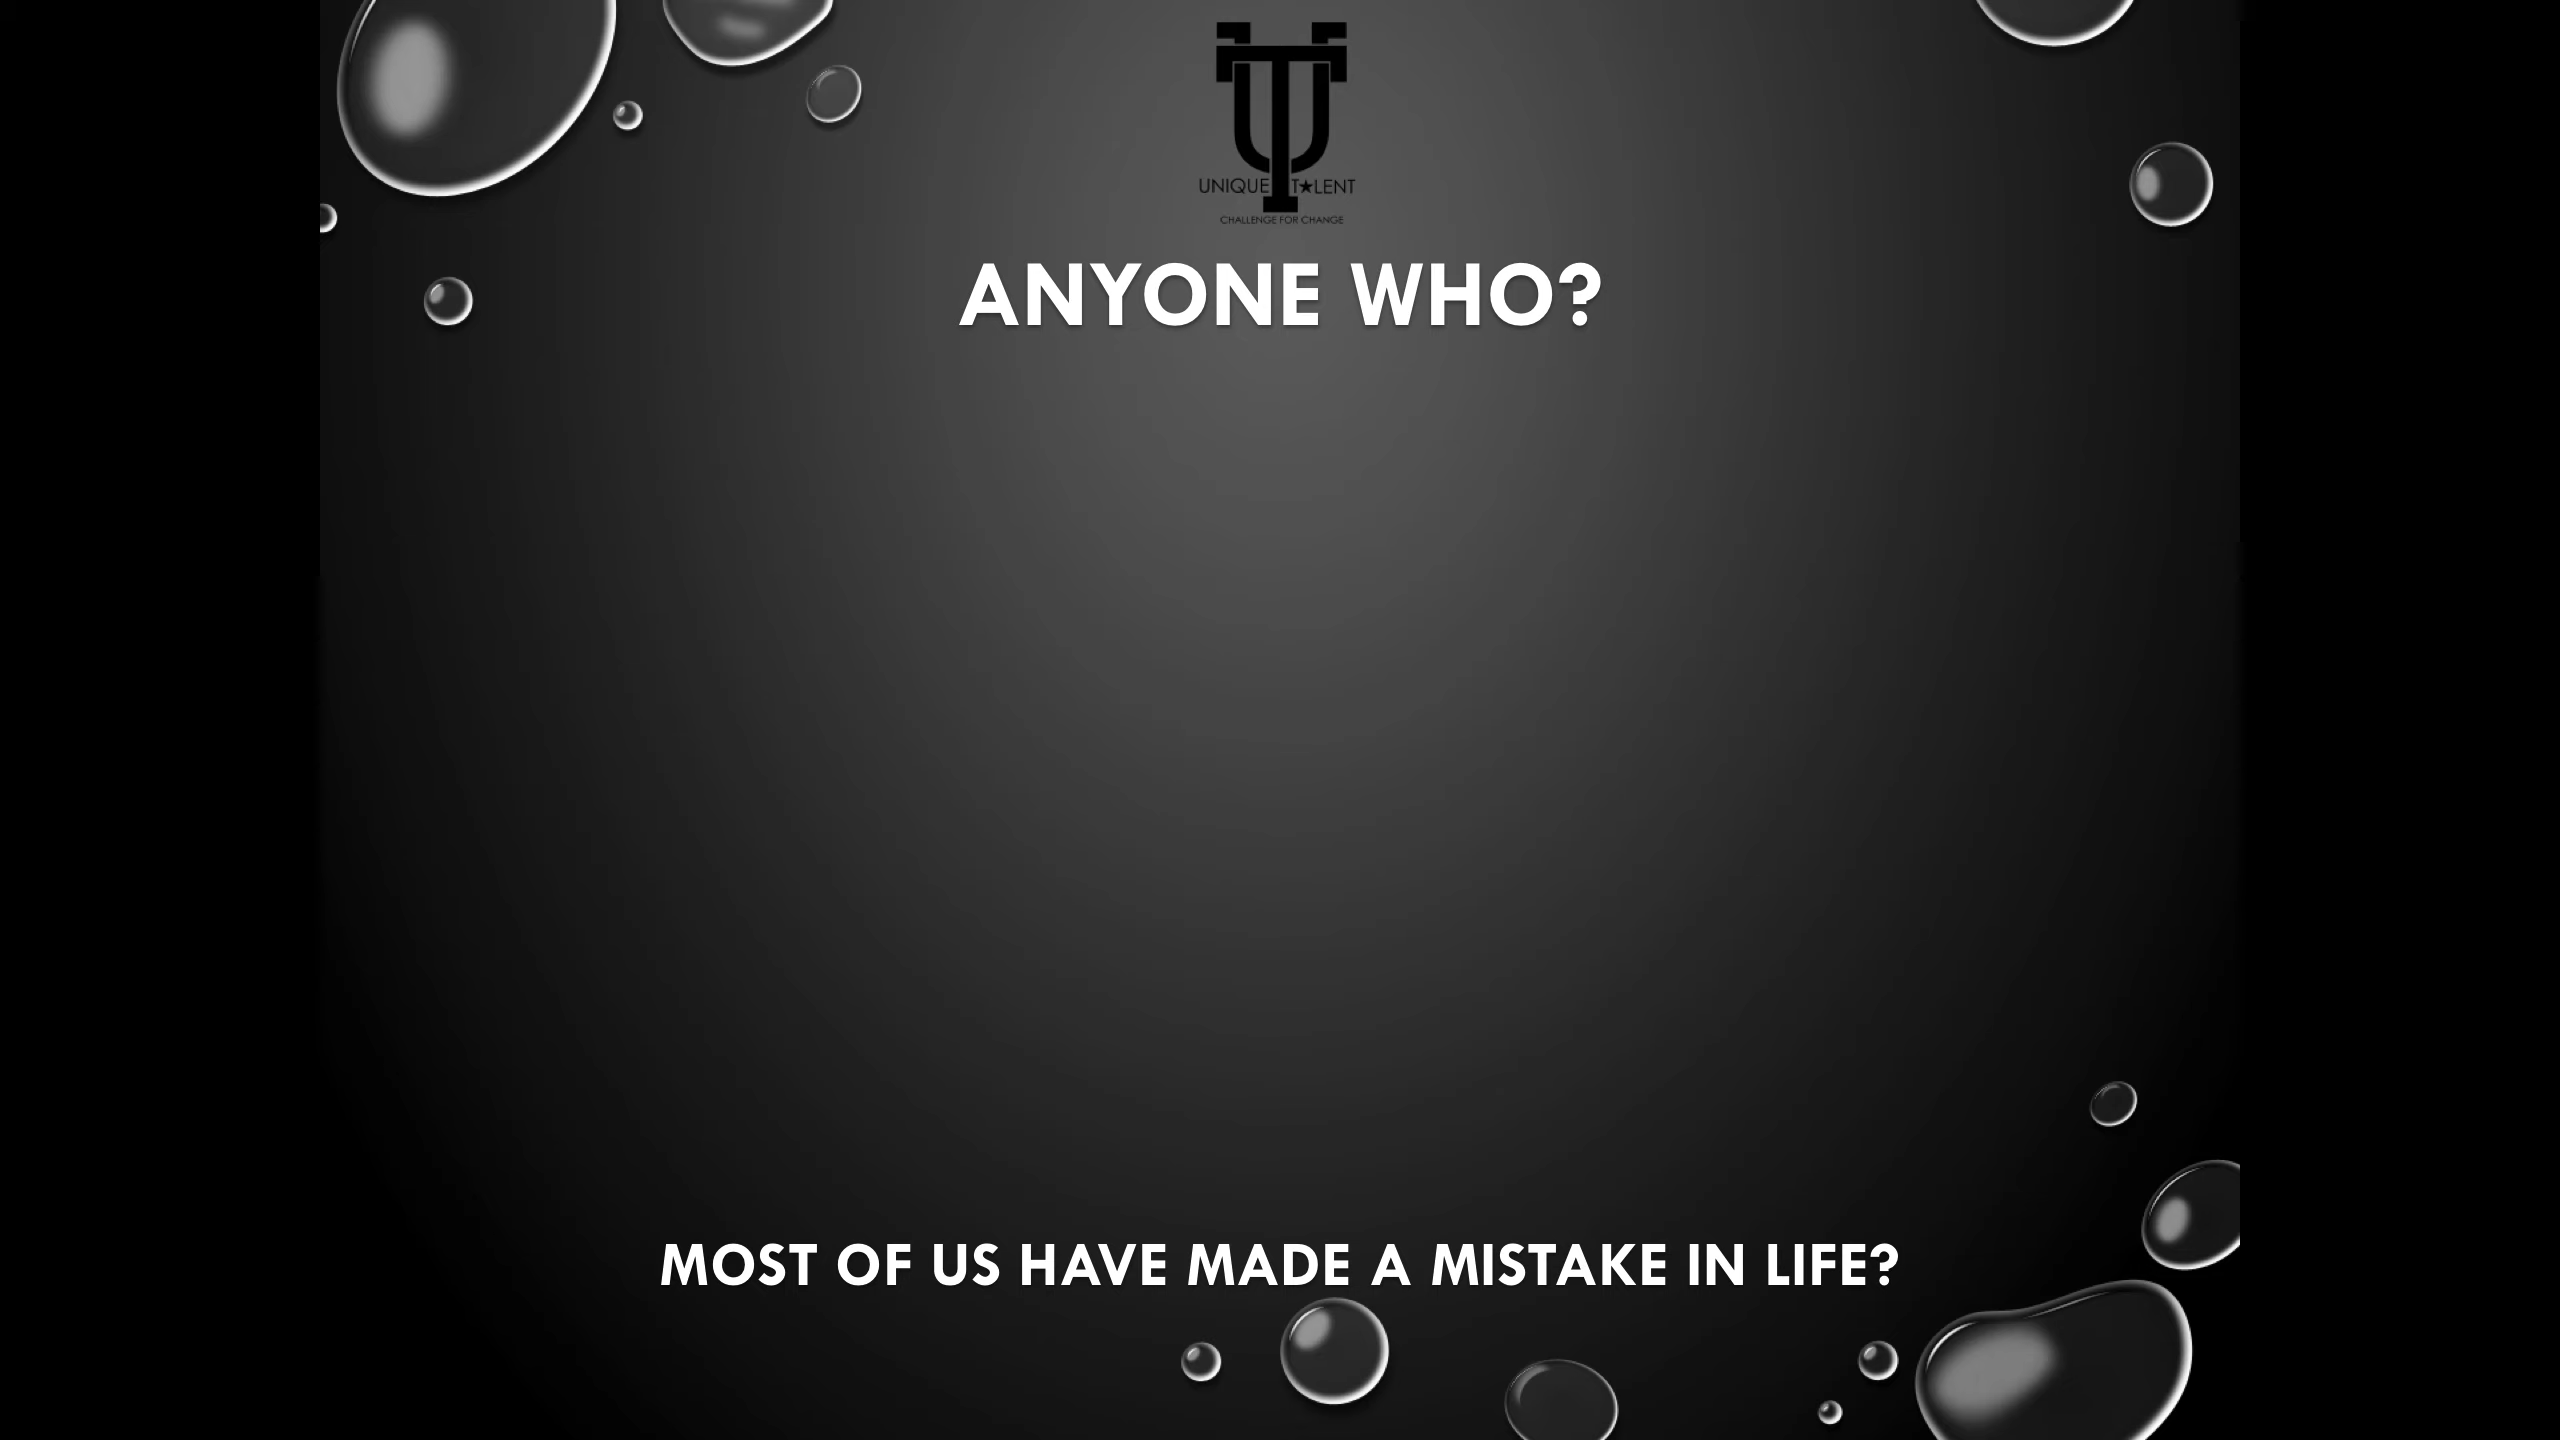 UNIQUE T★LENT
CHALLENGE FOR CHANGE
ANYONE WHO?
MOST OF US HAVE MADE A MISTAKE IN LIFE?